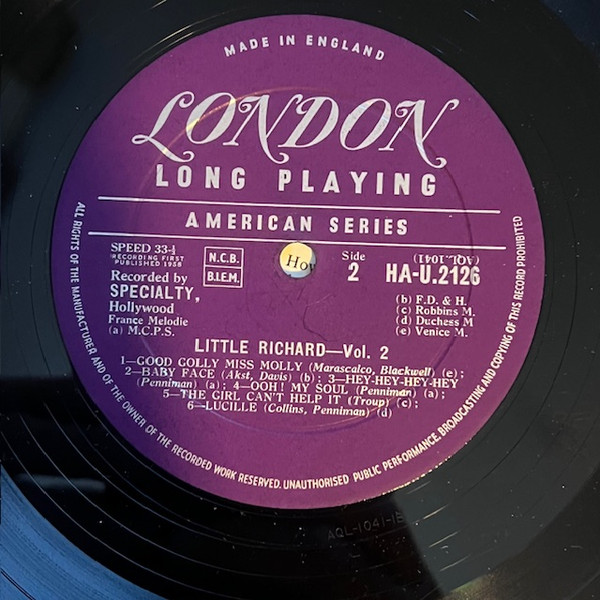 MADE IN ENGLAND
LONDON
LONG PLAYING
AMERICAN SERIES
SPEED 33-⅓
RECORDING FIRST
PUBLISHED 1958
Recorded by
SPECIALTY,
Hollywood
France Melodie
(a) M.C.P.S.
N.C.B.
B.I.E.M.
Hov
Side
2
(AQL.1041)
HA-U.2126
(b) F.D. & H.
(c) Robbins M.
(d) Duchess M
(e) Venice M.
LITTLE RICHARD—Vol. 2
1—GOOD GOLLY MISS MOLLY (Marascalco, Blackwell) (e);
2—BABY FACE (Akst, Davis) (b); 3—HEY-HEY-HEY-HEY
(Penniman) (a); 4—OOH! MY SOUL (Penniman) (a);
5—THE GIRL CAN'T HELP IT (Troup) (c);
6—LUCILLE (Collins, Penniman) (d)
ALL RIGHTS OF THE MANUFACTURER AND OF THE OWNER OF THE RECORDED WORK RESERVED. UNAUTHORISED PUBLIC PERFORMANCE, BROADCASTING AND COPYING OF THIS RECORD PROHIBITED
AQL-1041-1E